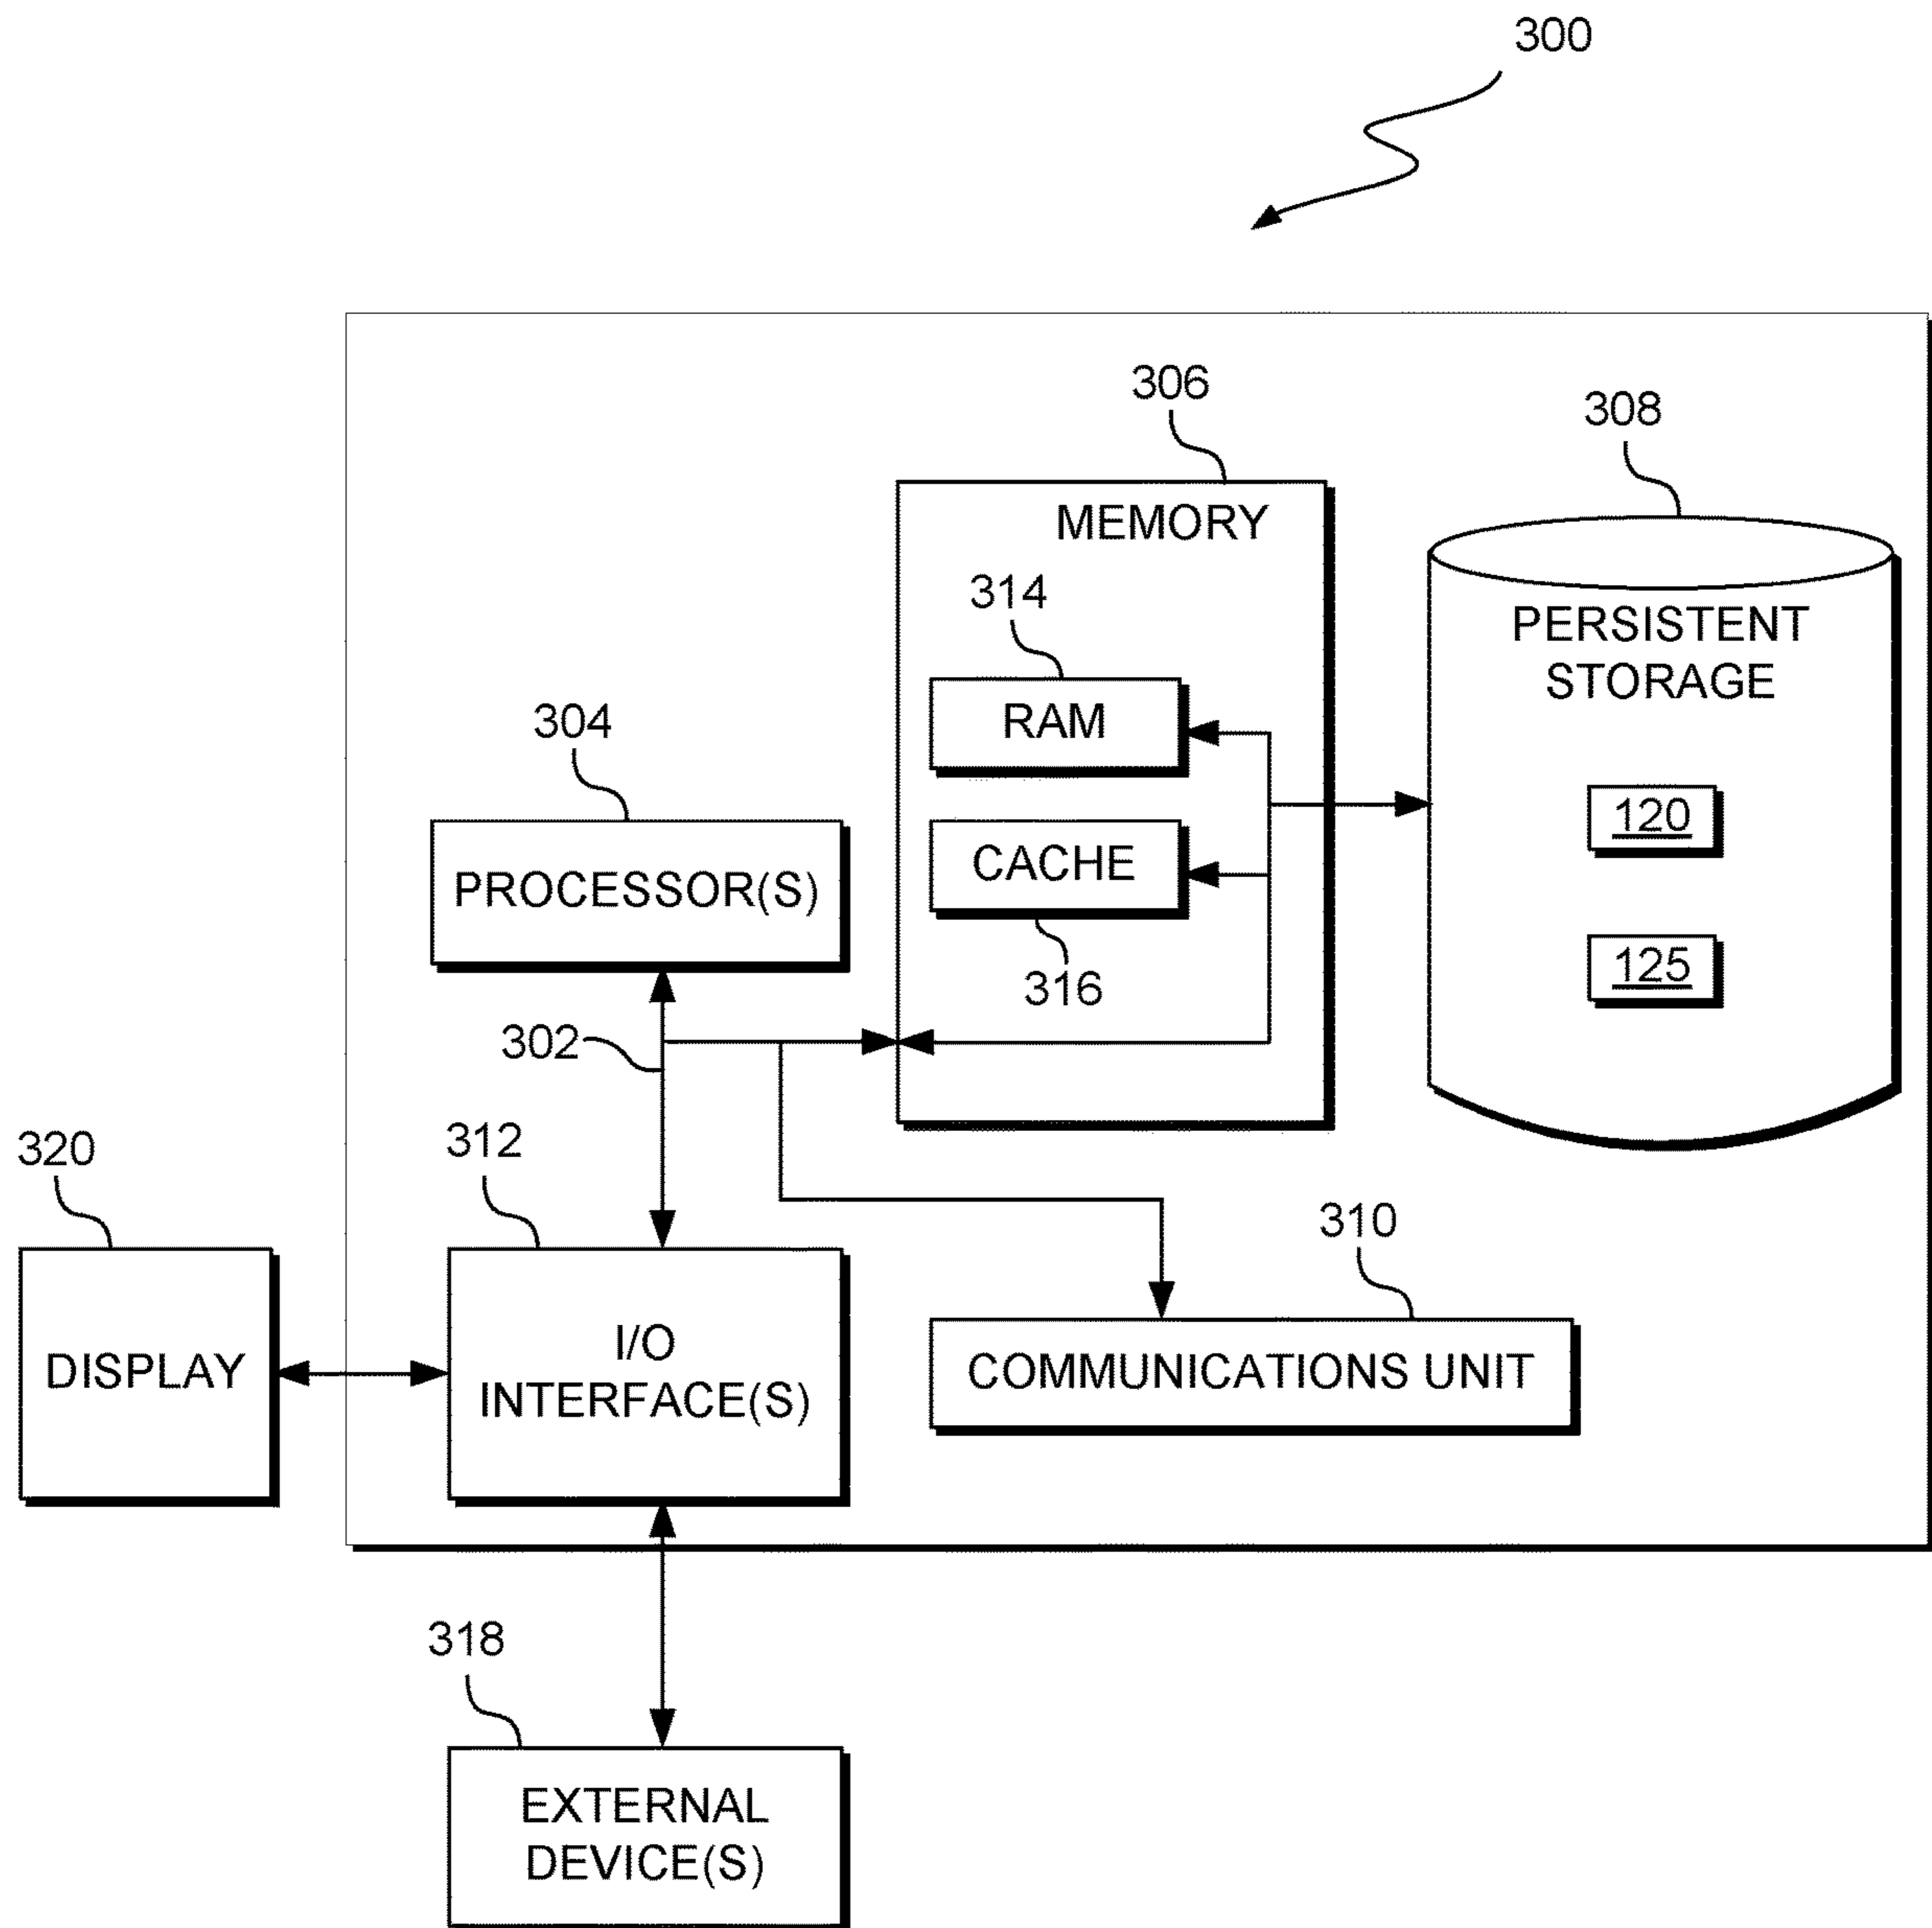 300
306
308
MEMORY
314
PERSISTENT
STORAGE
RAM
304
120
CACHE
PROCESSOR(S)
125
316
302
320
312
310
I/O
INTERFACE(S)
DISPLAY
COMMUNICATIONS UNIT
318
EXTERNAL
DEVICE(S)